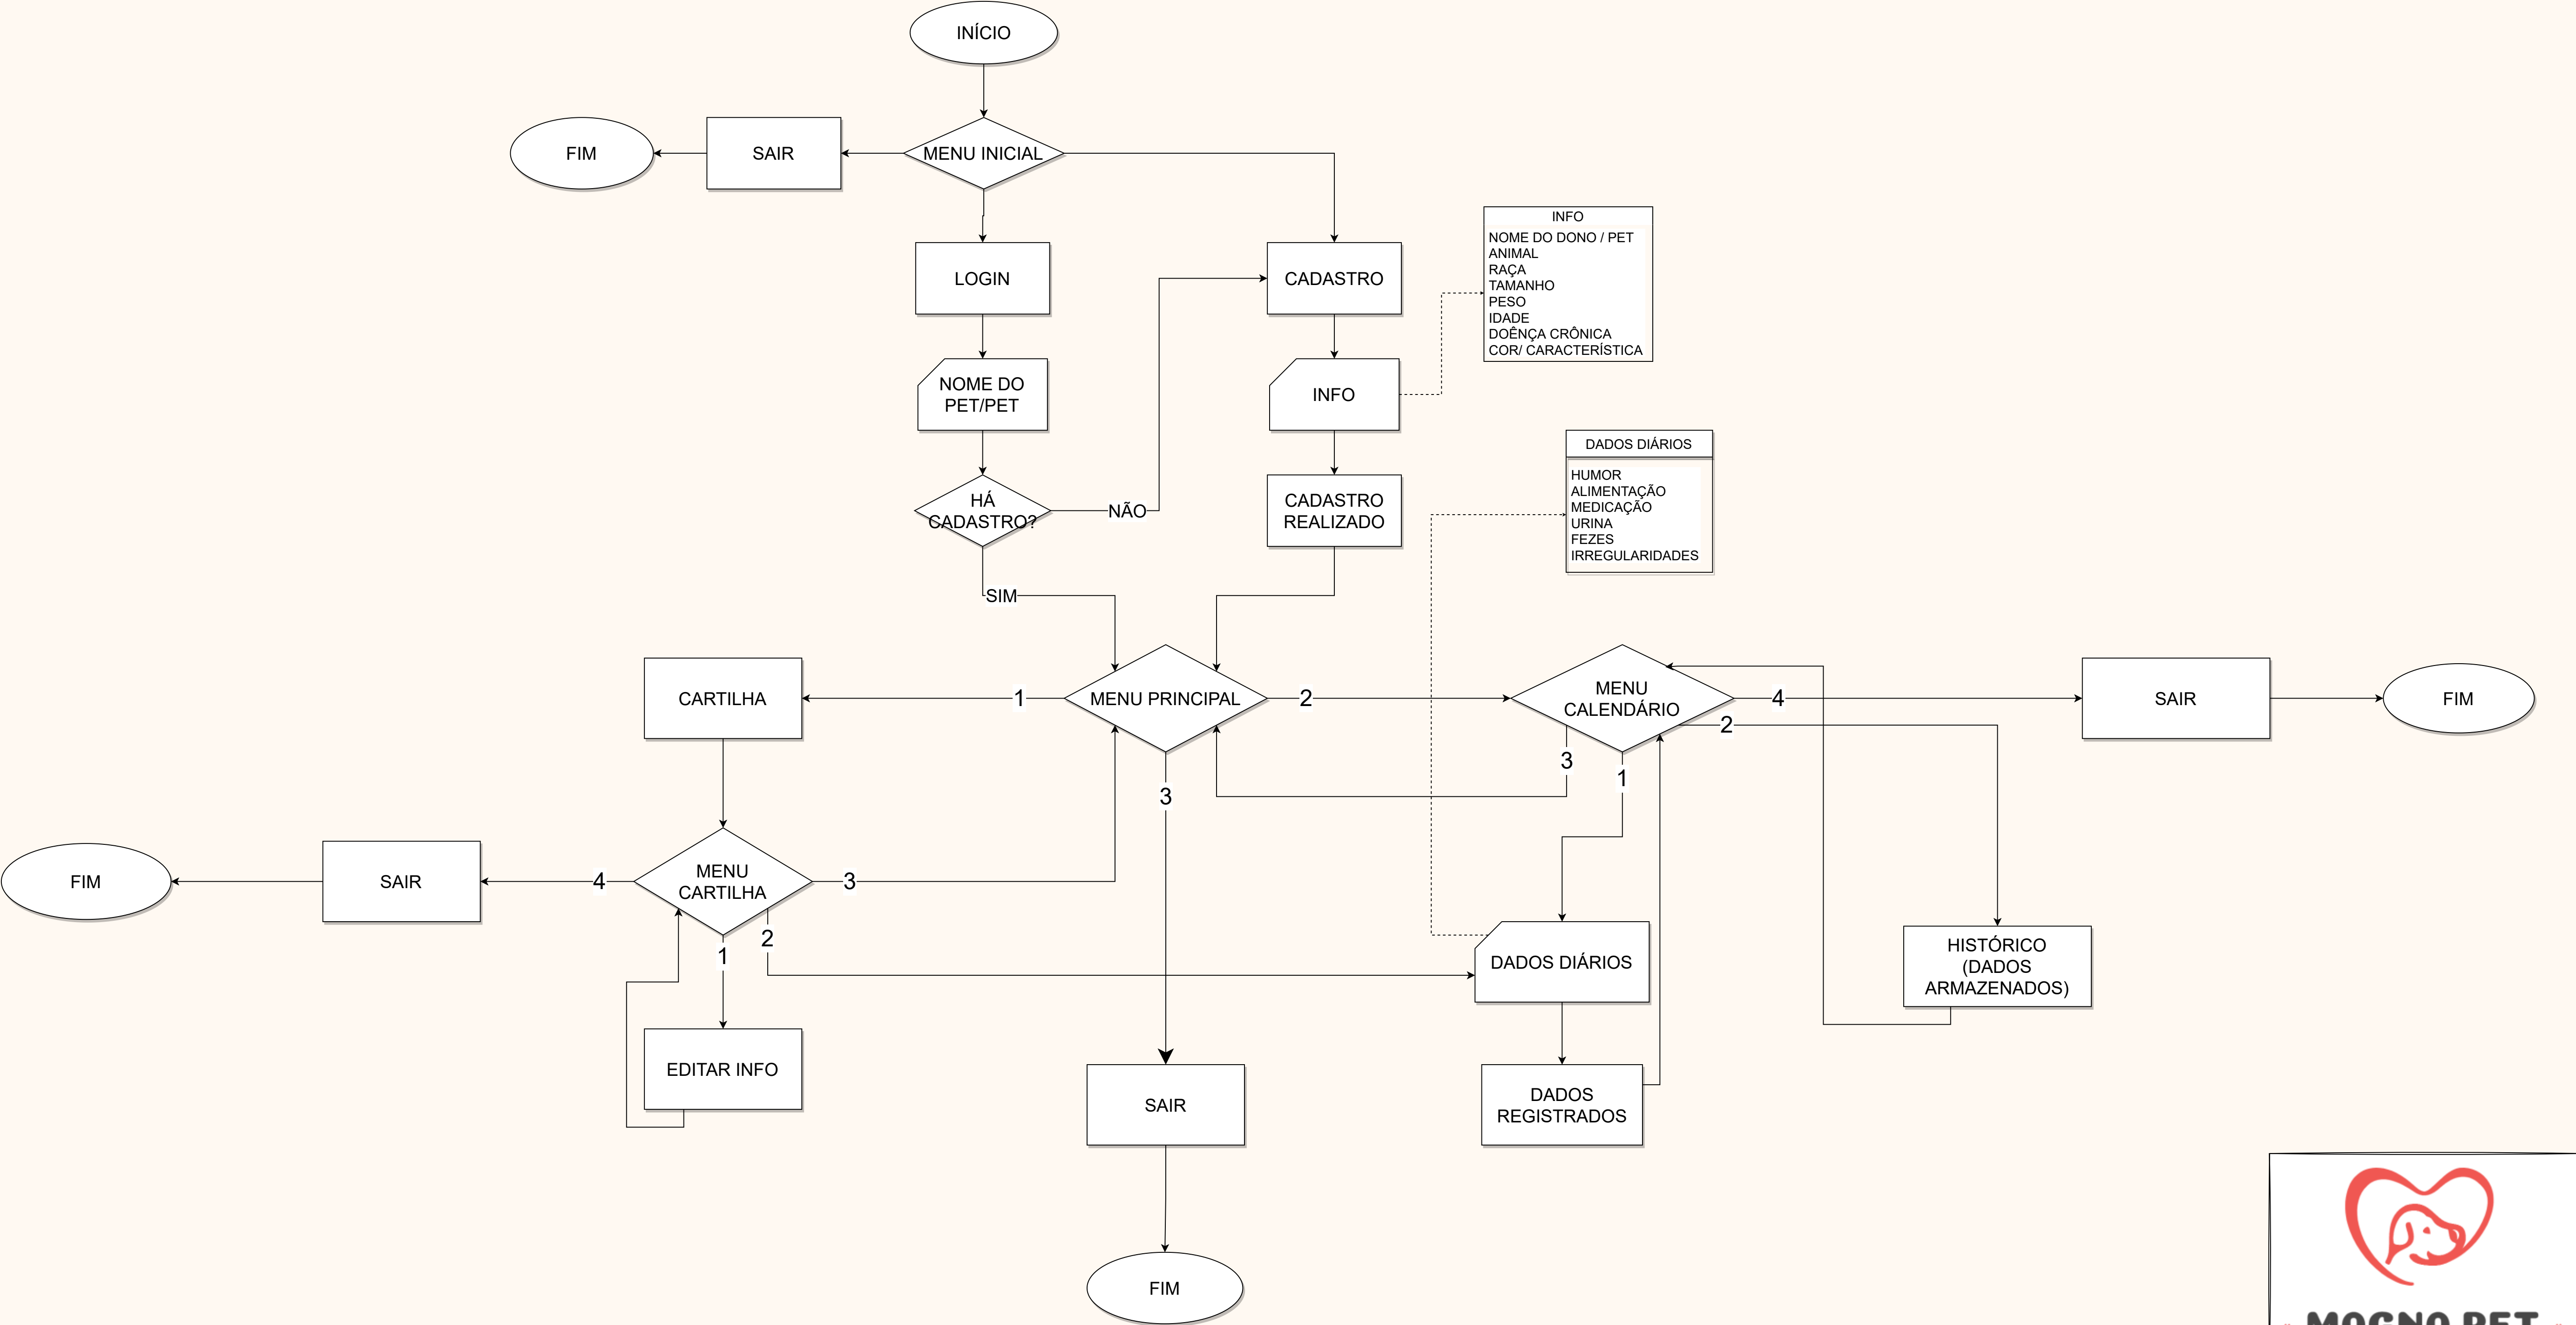 INÍCIO
FIM
SAIR
MENU INICIAL
LOGIN
CADASTRO
INFO
NOME DO DONO / PET
ANIMAL
RAÇA
TAMANHO
PESO
IDADE
DOÊNÇA CRÔNICA
COR/ CARACTERÍSTICA
NOME DO
PET/PET
INFO
HÁ
CADASTRO?
NÃO
CADASTRO
REALIZADO
DADOS DIÁRIOS
HUMOR
ALIMENTAÇÃO
MEDICAÇÃO
URINA
FEZES
IRREGULARIDADES
SIM
CARTILHA
1
MENU PRINCIPAL
2
MENU
CALENDÁRIO
4
SAIR
FIM
2
3
1
3
FIM
SAIR
4
MENU
CARTILHA
3
2
1
DADOS DIÁRIOS
HISTÓRICO
(DADOS
ARMAZENADOS)
EDITAR INFO
SAIR
DADOS
REGISTRADOS
FIM
MAGNA PET